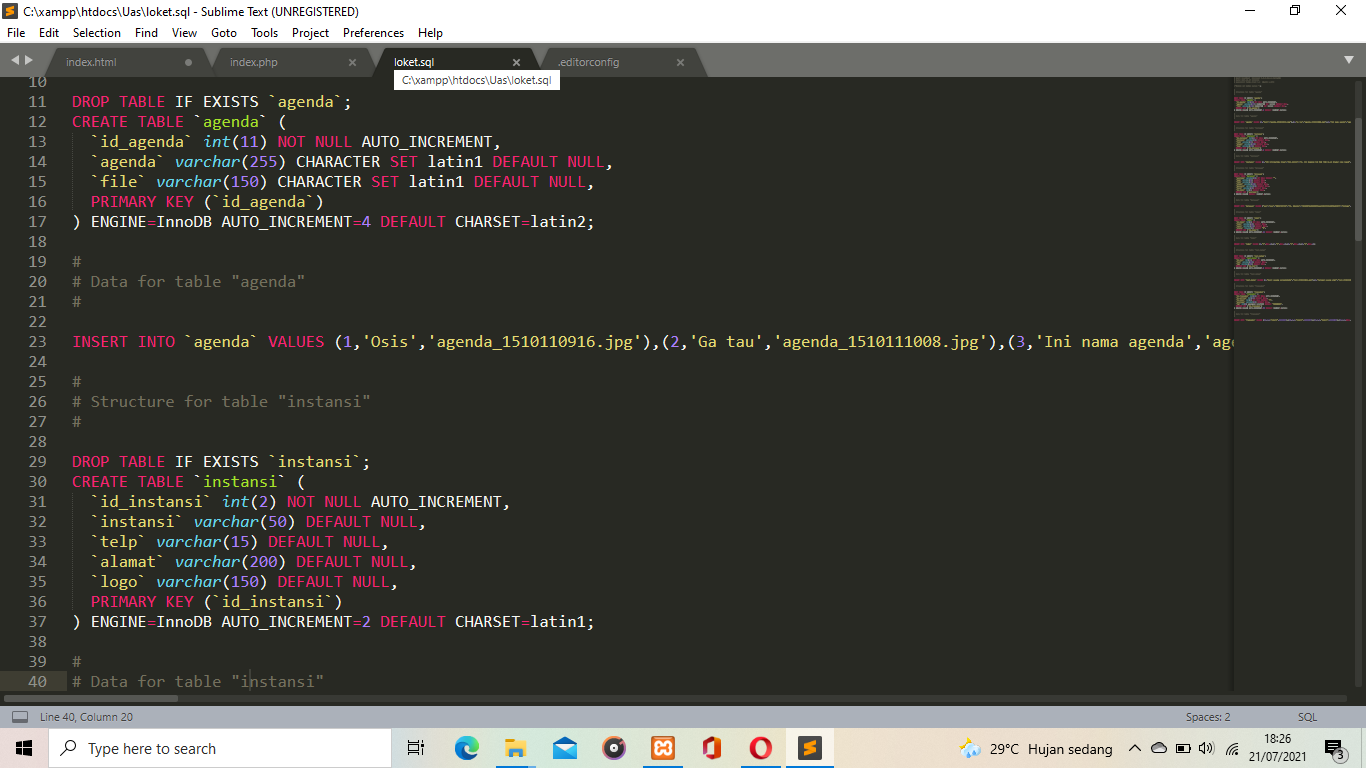 C:\xampp\htdocs\Uas\loket.sql - Sublime Text (UNREGISTERED)
File Edit Selection Find View Goto Tools Project Preferences Help
index.html index.php loket.sql .editorconfig
C:\xampp\htdocs\Uas\loket.sql
10
11 DROP TABLE IF EXISTS `agenda`;
12 CREATE TABLE `agenda` (
13 `id_agenda` int(11) NOT NULL AUTO_INCREMENT,
14 `agenda` varchar(255) CHARACTER SET latin1 DEFAULT NULL,
15 `file` varchar(150) CHARACTER SET latin1 DEFAULT NULL,
16 PRIMARY KEY (`id_agenda`)
17 ) ENGINE=InnoDB AUTO_INCREMENT=4 DEFAULT CHARSET=latin2;
18
19 #
20 # Data for table "agenda"
21 #
22
23 INSERT INTO `agenda` VALUES (1,'Osis','agenda_1510110916.jpg'),(2,'Ga tau','agenda_1510111008.jpg'),(3,'Ini nama agenda','age
24
25 #
26 # Structure for table "instansi"
27 #
28
29 DROP TABLE IF EXISTS `instansi`;
30 CREATE TABLE `instansi` (
31 `id_instansi` int(2) NOT NULL AUTO_INCREMENT,
32 `instansi` varchar(50) DEFAULT NULL,
33 `telp` varchar(15) DEFAULT NULL,
34 `alamat` varchar(200) DEFAULT NULL,
35 `logo` varchar(150) DEFAULT NULL,
36 PRIMARY KEY (`id_instansi`)
37 ) ENGINE=InnoDB AUTO_INCREMENT=2 DEFAULT CHARSET=latin1;
38
39 #
40 # Data for table "instansi"
Line 40, Column 20 Spaces: 2 SQL
Type here to search 29°C Hujan sedang 18:26
21/07/2021
3